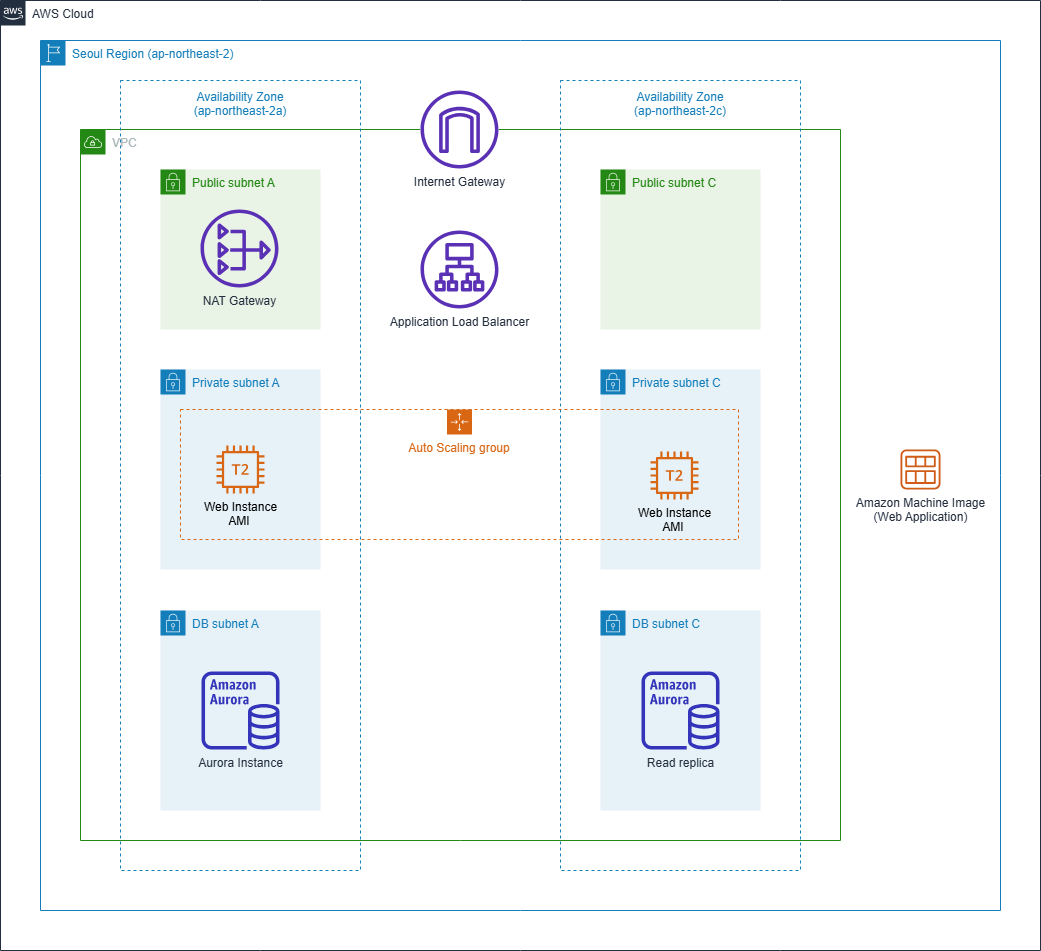 aws
AWS Cloud
Seoul Region (ap-northeast-2)
Availability Zone
(ap-northeast-2a)
Availability Zone
(ap-northeast-2c)
VPC
Internet Gateway
Public subnet A
Public subnet C
NAT Gateway
Application Load Balancer
Private subnet A
Private subnet C
Auto Scaling group
T2
Web Instance
AMI
T2
Web Instance
AMI
Amazon Machine Image
(Web Application)
DB subnet A
DB subnet C
Amazon
Aurora
Aurora Instance
Amazon
Aurora
Read replica